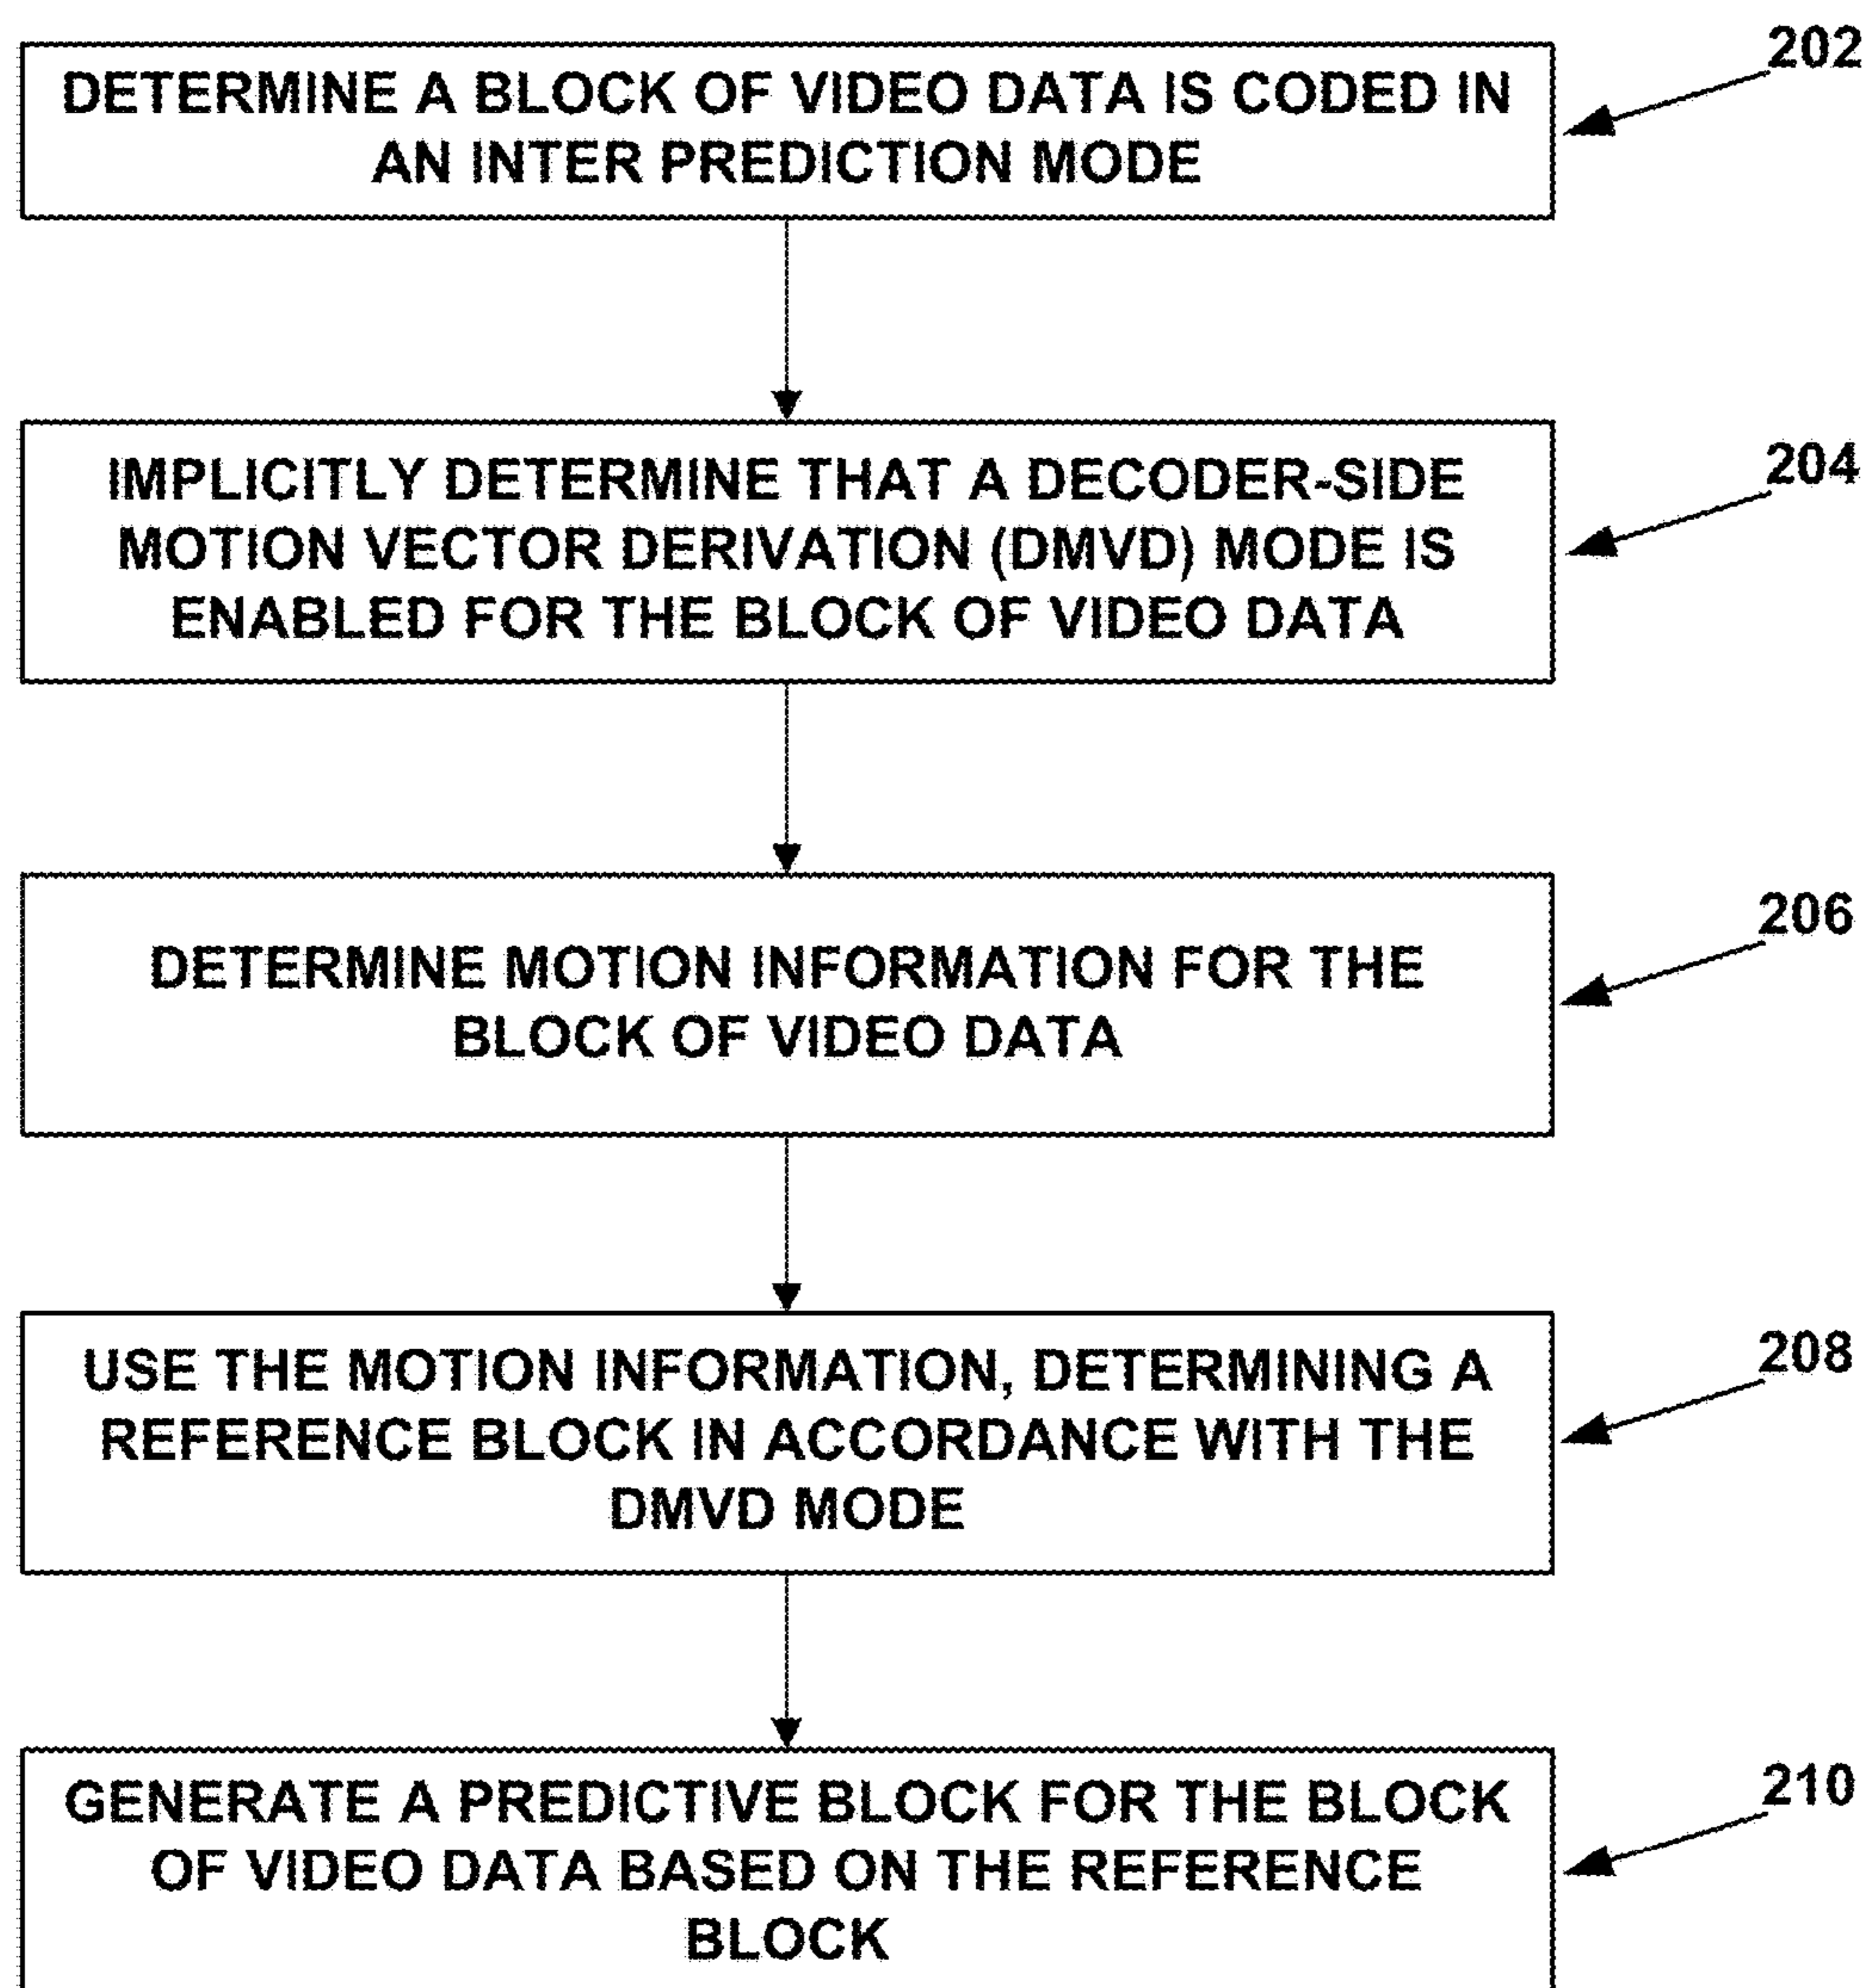 202
DETERMINE A BLOCK OF VIDEO DATA IS CODED IN
AN INTER PREDICTION MODE
204
IMPLICITLY DETERMINE THAT A DECODER-SIDE
MOTION VECTOR DERIVATION (DMVD) MODE IS
ENABLED FOR THE BLOCK OF VIDEO DATA
206
DETERMINE MOTION INFORMATION FOR THE
BLOCK OF VIDEO DATA
208
USE THE MOTION INFORMATION, DETERMINING A
REFERENCE BLOCK IN ACCORDANCE WITH THE
DMVD MODE
210
GENERATE A PREDICTIVE BLOCK FOR THE BLOCK
OF VIDEO DATA BASED ON THE REFERENCE
BLOCK